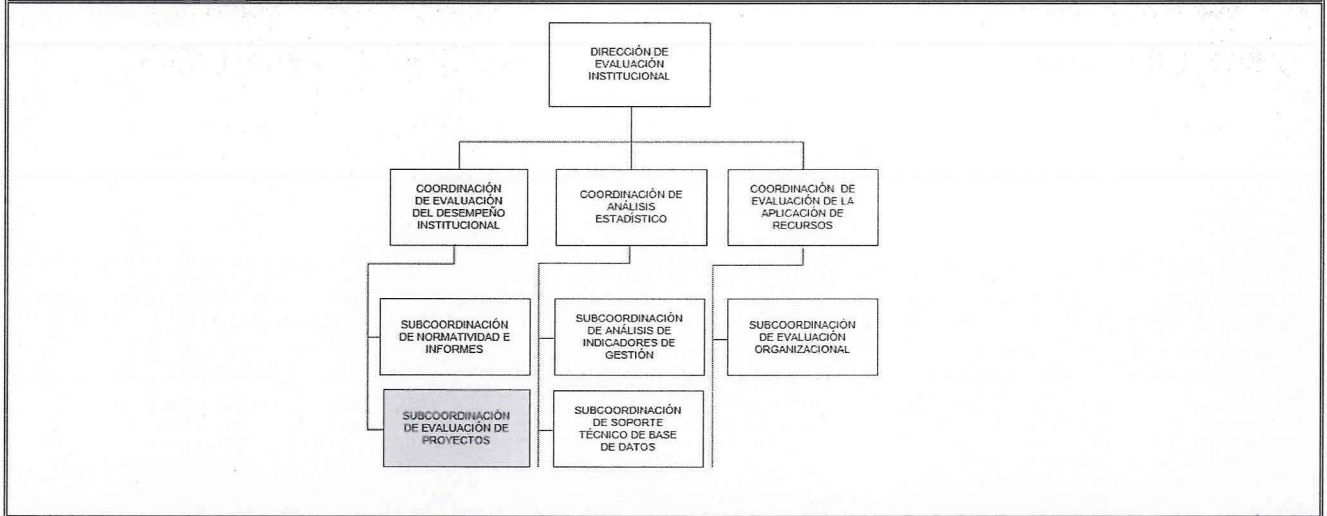 DIRECCIÓN DE
EVALUACIÓN
INSTITUCIONAL
COORDINACIÓN
DE EVALUACIÓN
DEL DESEMPEÑO
INSTITUCIONAL
COORDINACIÓN DE
ANÁLISIS
ESTADÍSTICO
COORDINACIÓN DE
EVALUACIÓN DE LA
APLICACIÓN DE
RECURSOS
SUBCOORDINACIÓN
DE NORMATIVIDAD E
INFORMES
SUBCOORDINACIÓN
DE ANÁLISIS DE
INDICADORES DE
GESTIÓN
SUBCOORDINACIÓN
DE EVALUACIÓN
ORGANIZACIONAL
SUBCOORDINACIÓN
DE EVALUACIÓN DE
PROYECTOS
SUBCOORDINACIÓN
DE SOPORTE
TÉCNICO DE BASE
DE DATOS